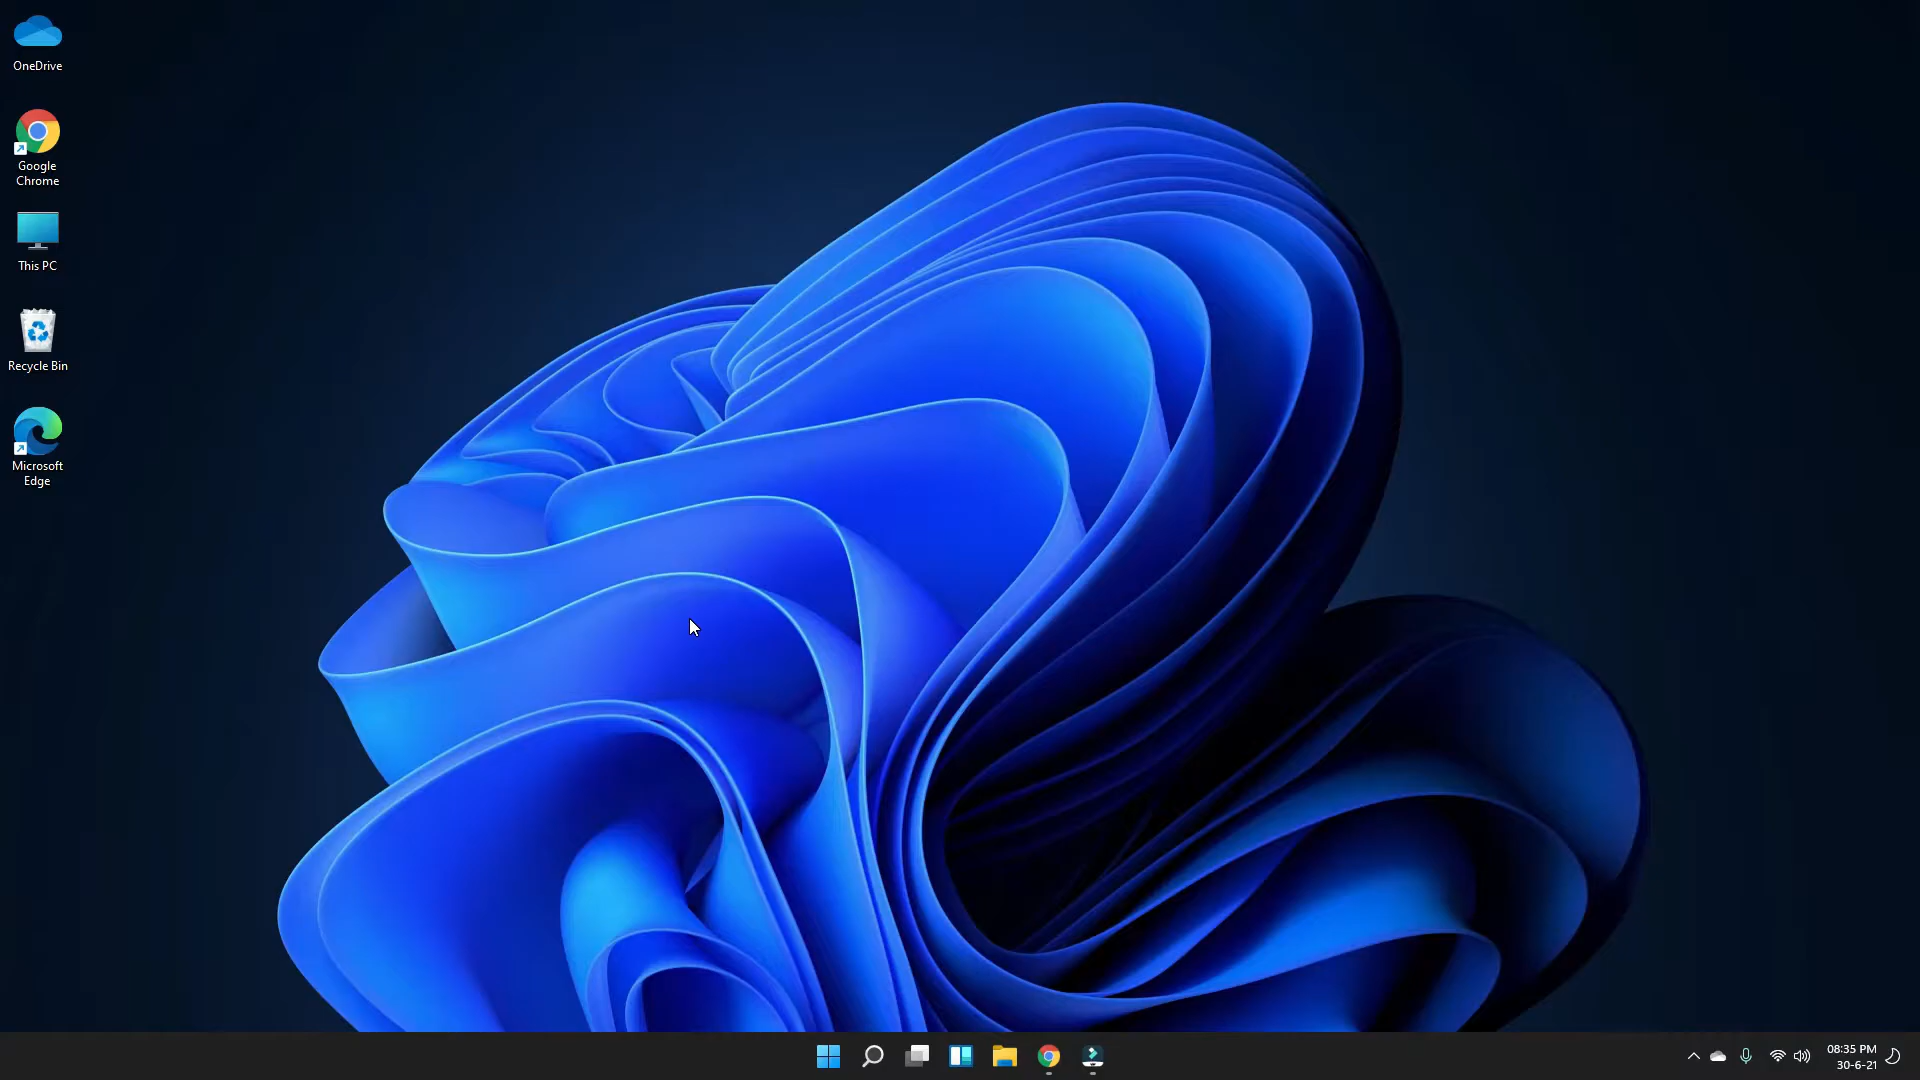 OneDrive
Google
Chrome
This PC
Recycle Bin
Microsoft
Edge
08:35 PM
30-6-21